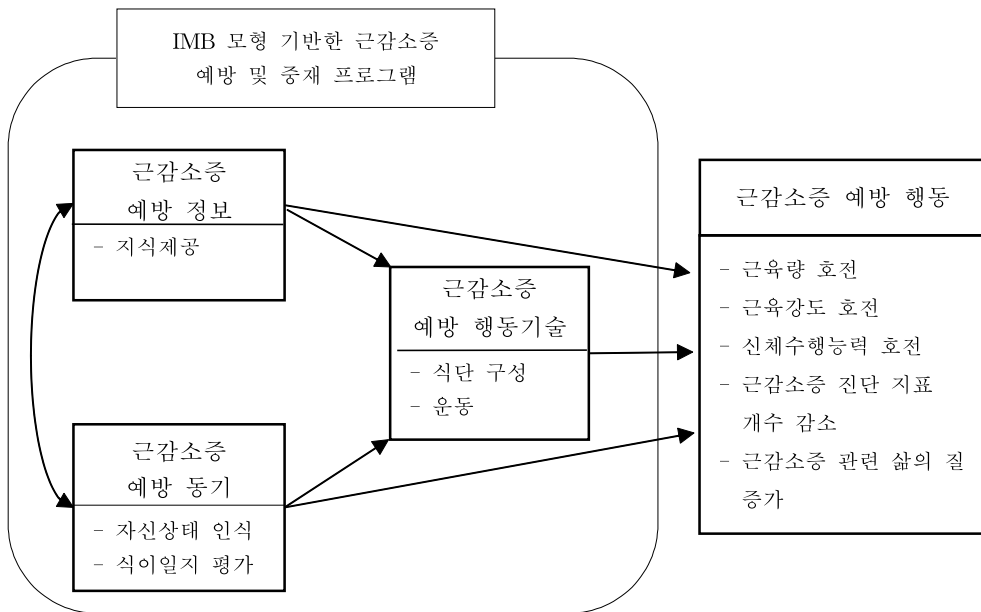 IMB 모형 기반한 근감소증
예방 및 중재 프로그램
근감소증
예방 정보
- 지식제공
근감소증
예방 행동기술
- 식단 구성
- 운동
근감소증
예방 동기
- 자신상태 인식
- 식이일지 평가
근감소증 예방 행동
- 근육량 호전
- 근육강도 호전
- 신체수행능력 호전
- 근감소증 진단 지표
개수 감소
- 근감소증 관련 삶의 질
증가